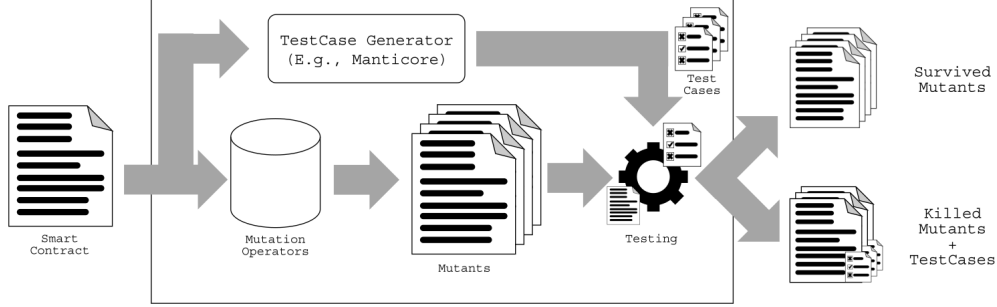 TestCase Generator
(E.g., Manticore)
Test
Cases
Survived
Mutants
Smart
Contract
Mutation
Operators
Mutants
Testing
Killed
Mutants
+
TestCases